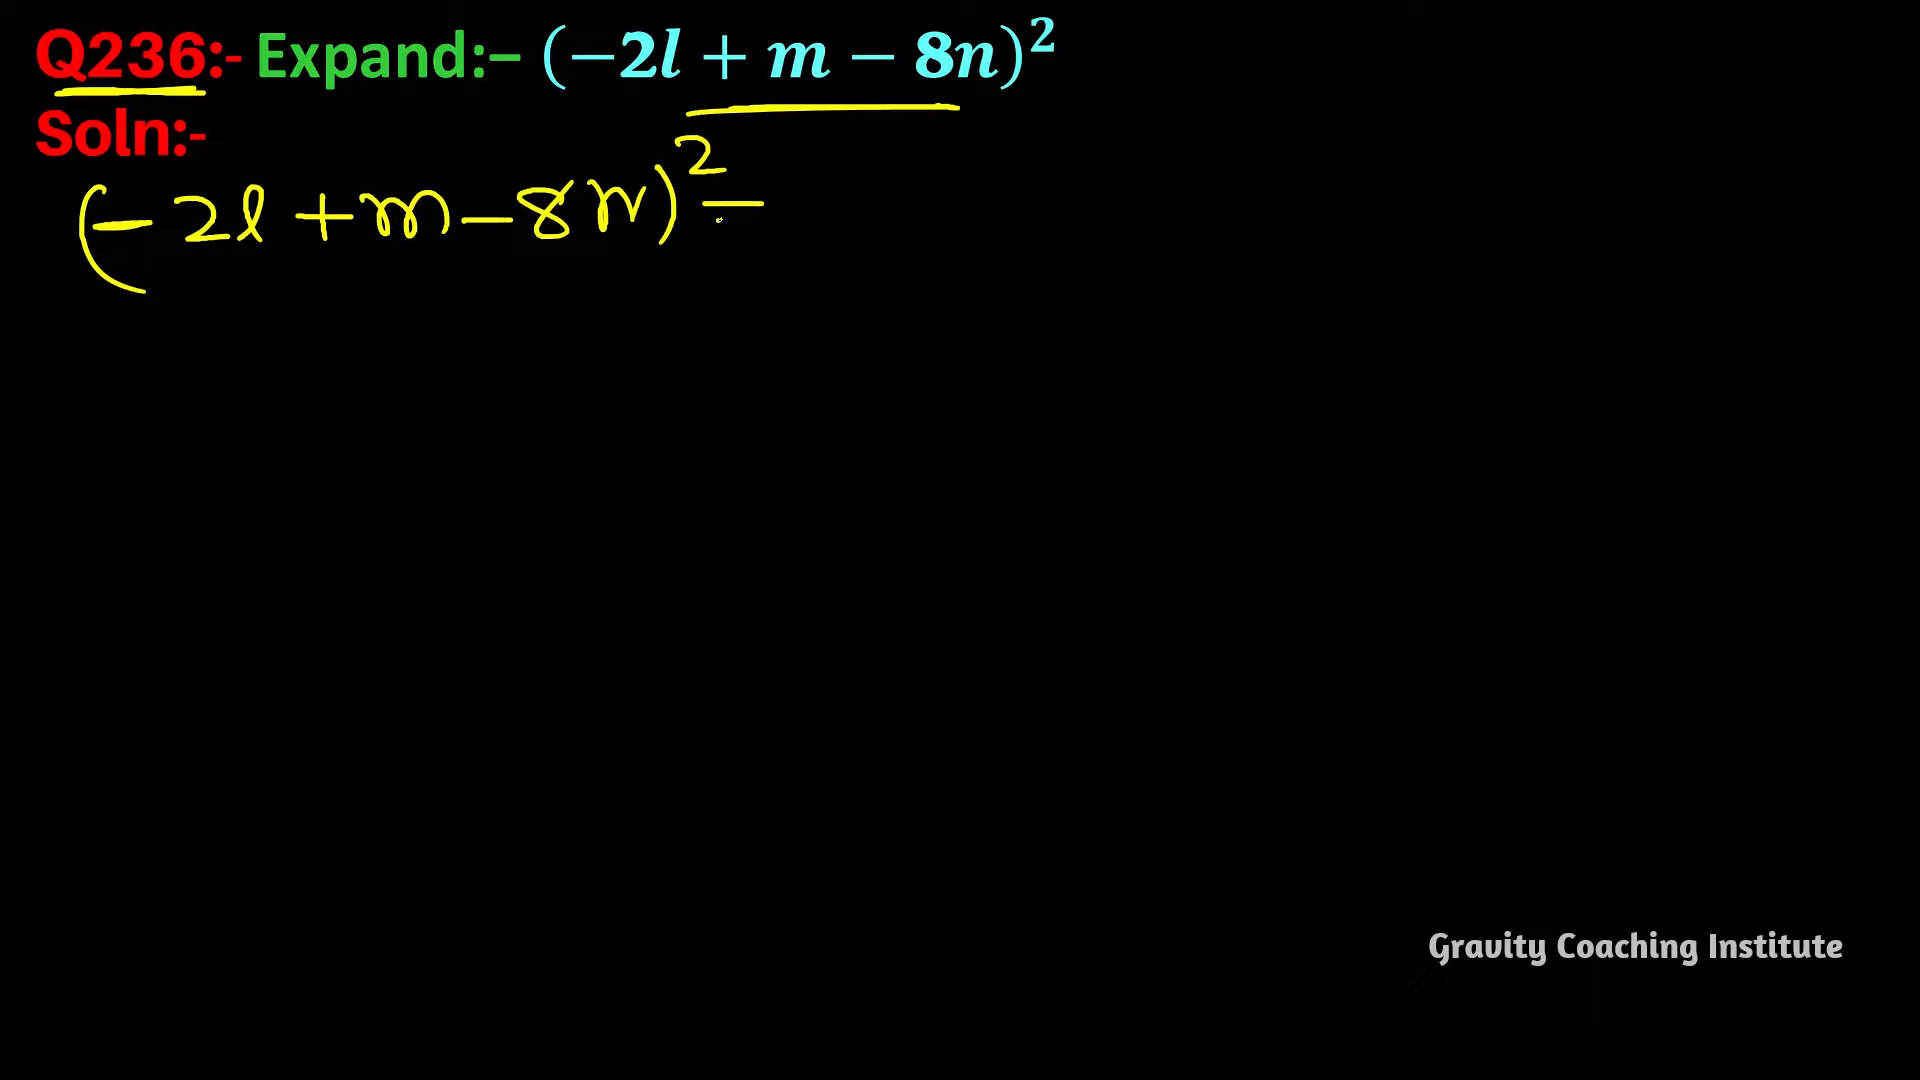 Q236:- Expand:– (−2l + m − 8n)²
Soln:-
(-2l+m-8n)² =
Gravity Coaching Institute